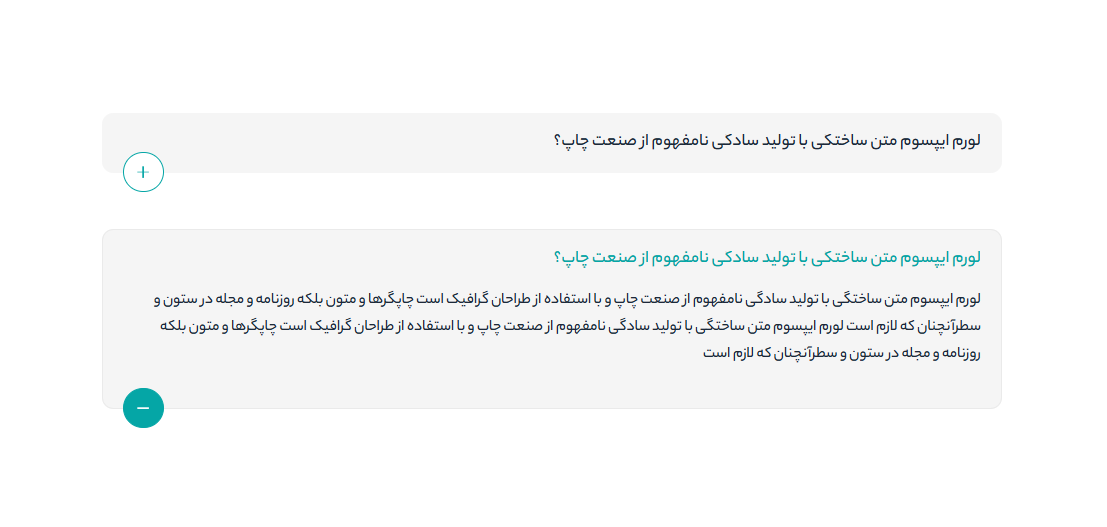 لورم ایپسوم متن ساختکی با تولید سادکی نامفهوم از صنعت چاپ؟
+
لورم ایپسوم متن ساختکی با تولید سادکی نامفهوم از صنعت چاپ؟
لورم ایپسوم متن ساختگی با تولید سادگی نامفهوم از صنعت چاپ و با استفاده از طراحان گرافیک است چاپگرها و متون بلکه روزنامه و مجله در ستون و
سطرآنچنان که لازم است لورم ایپسوم متن ساختگی با تولید سادگی نامفهوم از صنعت چاپ و با استفاده از طراحان گرافیک است چاپگرها و متون بلکه
روزنامه و مجله در ستون و سطرآنچنان که لازم است
−